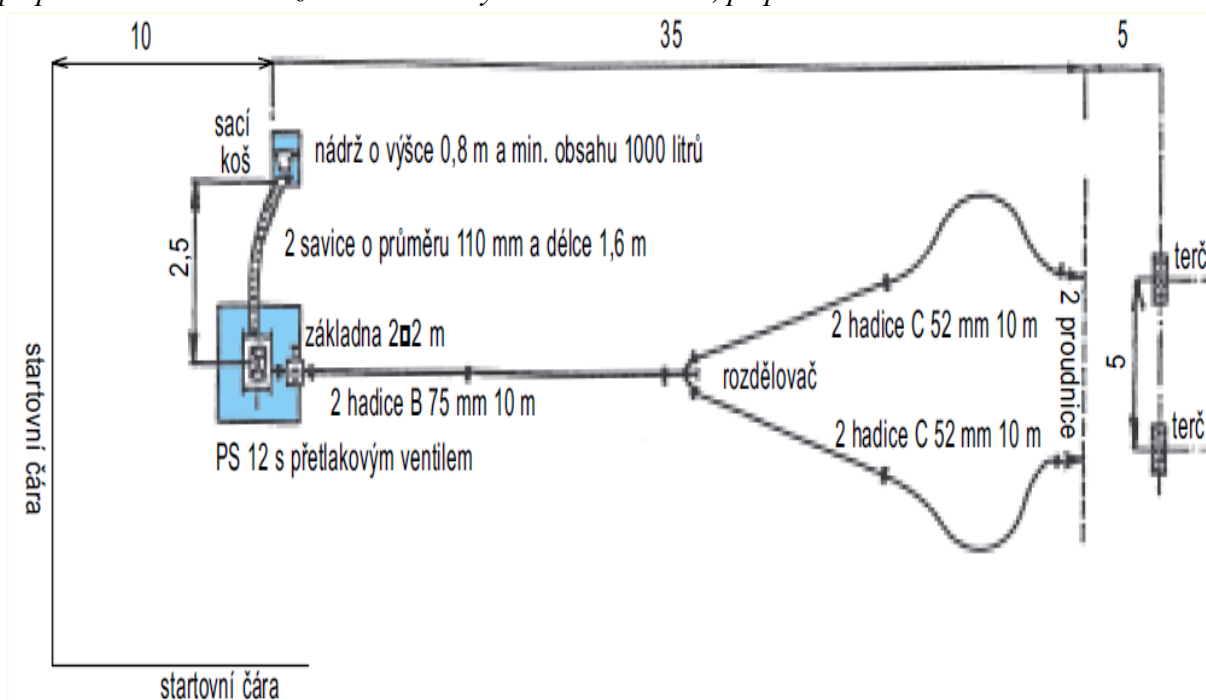 10
35
5
sací
koš
nádrž o výšce 0,8 m a min. obsahu 1000 litrů
2,5
2 savice o průměru 110 mm a délce 1,6 m
terč
2 hadice C 52 mm 10 m
základna 2◘2 m
2 proudnice
5
startovní čára
rozdělovač
2 hadice B 75 mm 10 m
2 hadice C 52 mm 10 m
terč
PS 12 s přetlakovým ventilem
startovní čára